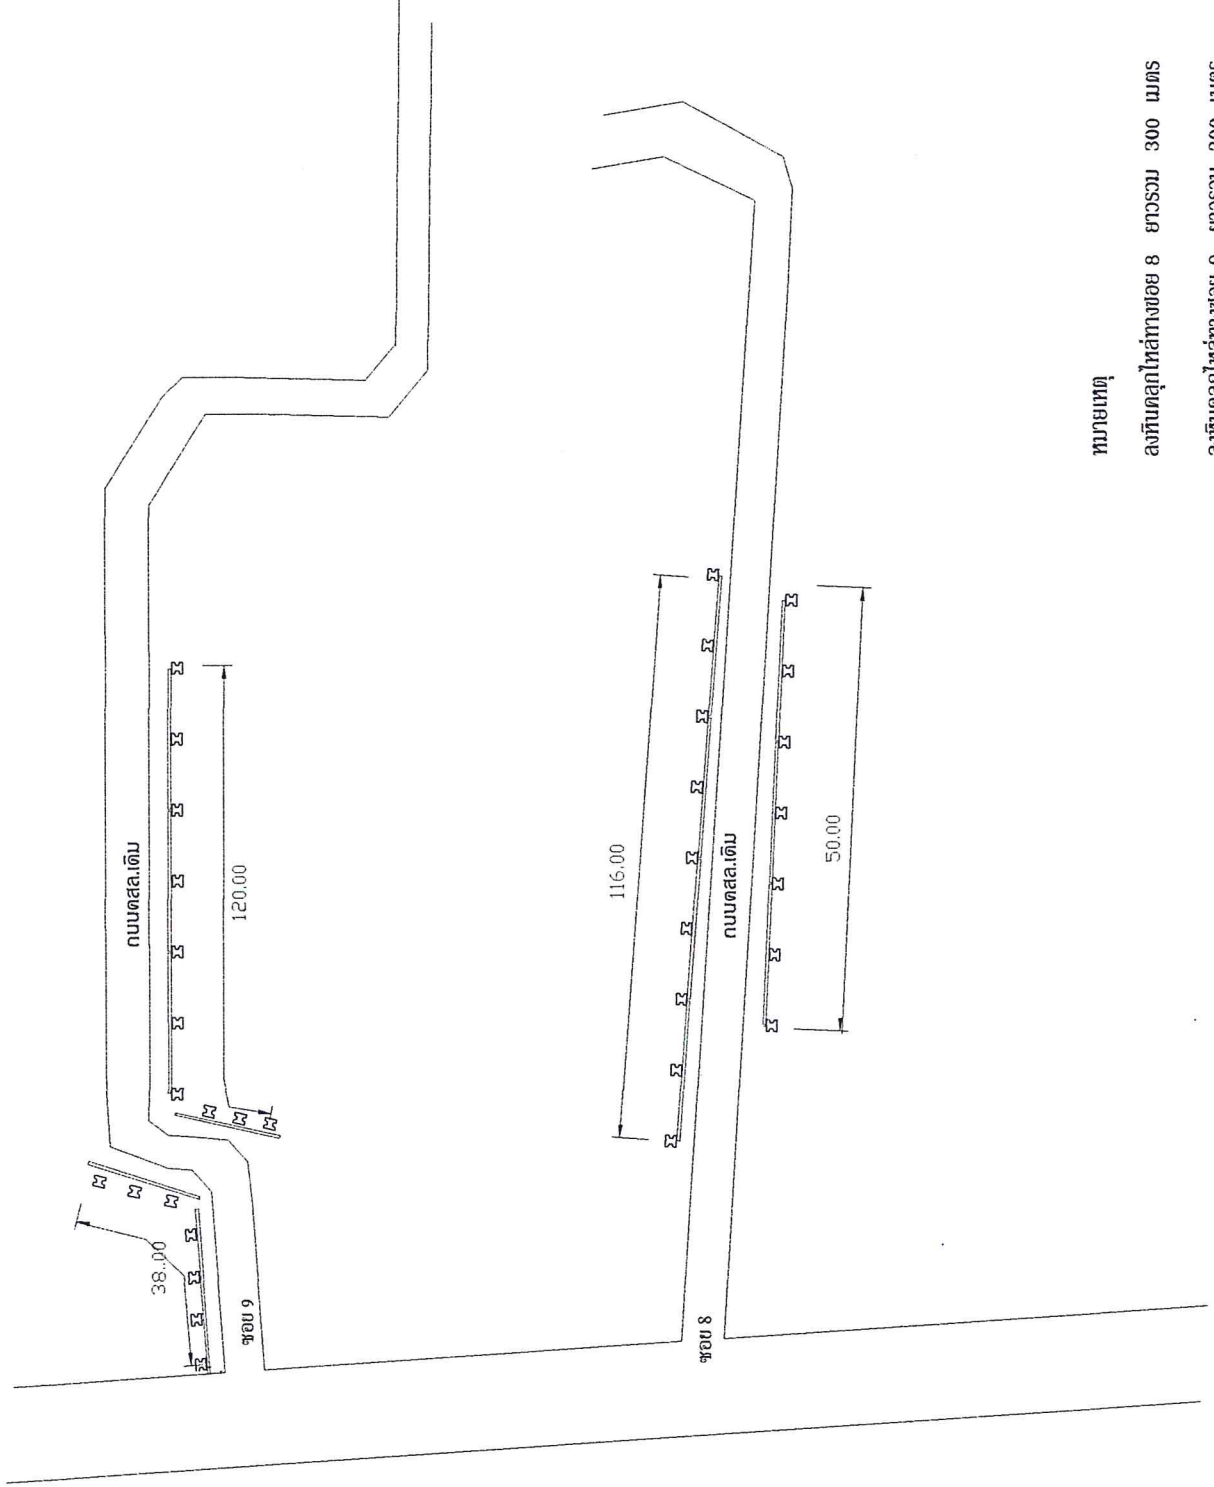 ถนนคสล.เดิม
120.00
38.00
ซอย 9
116.00
ถนนคสล.เดิม
50.00
ซอย 8
หมายเหตุ
ลงหินคลุกไหล่ทางซอย 8 ยาวรวม 300 เมตร